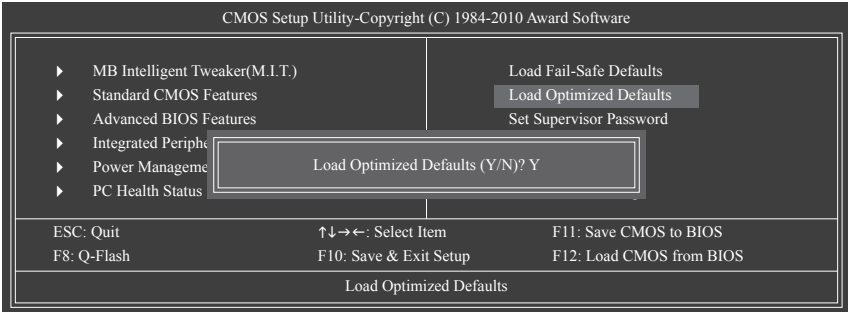 CMOS Setup Utility-Copyright (C) 1984-2010 Award Software
MB Intelligent Tweaker(M.I.T.)
Standard CMOS Features
Advanced BIOS Features
Integrated Periphe
Power Manageme
PC Health Status
Load Fail-Safe Defaults
Load Optimized Defaults
Set Supervisor Password
Load Optimized Defaults (Y/N)? Y
ESC: Quit
↑↓→←: Select Item
F11: Save CMOS to BIOS
F8: Q-Flash
F10: Save & Exit Setup
F12: Load CMOS from BIOS
Load Optimized Defaults